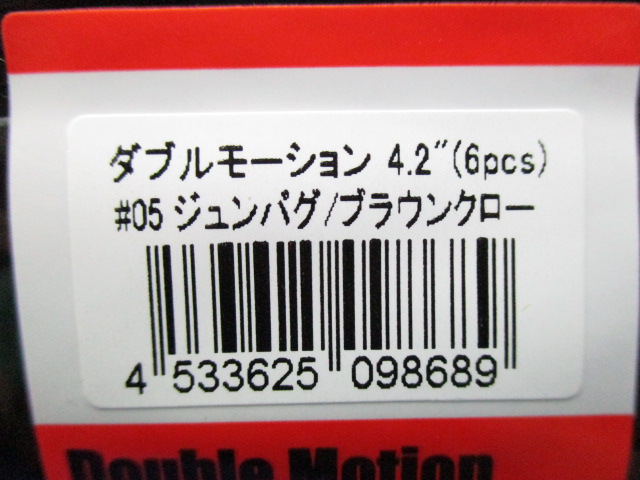 ダブルモーション 4.2″(6pcs)
#05 ジュンバグ/ブラウンクロー
4 533625 098689
Double Motion